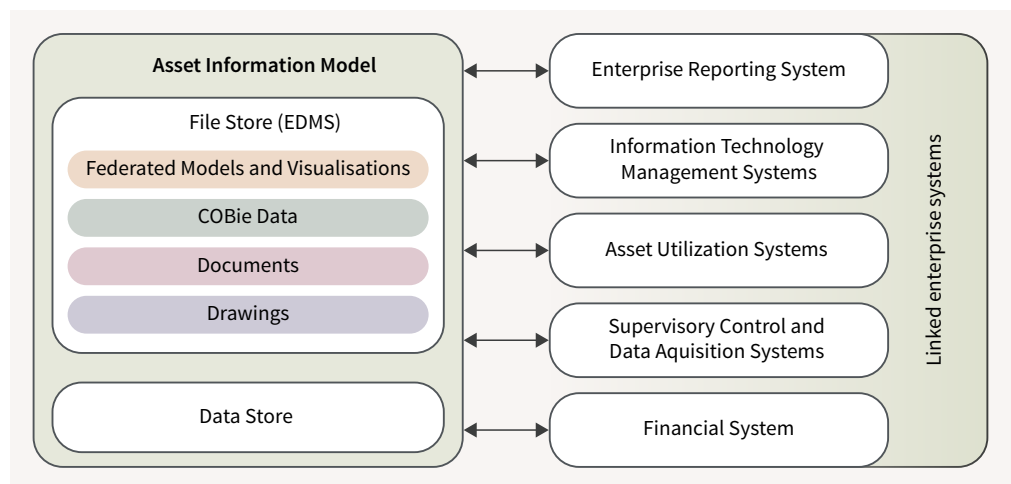 Asset Information Model
File Store (EDMS)
Federated Models and Visualisations
COBie Data
Documents
Drawings
Data Store
Enterprise Reporting System
Information Technology
Management Systems
Asset Utilization Systems
Supervisory Control and
Data Aquisition Systems
Financial System
Linked enterprise systems